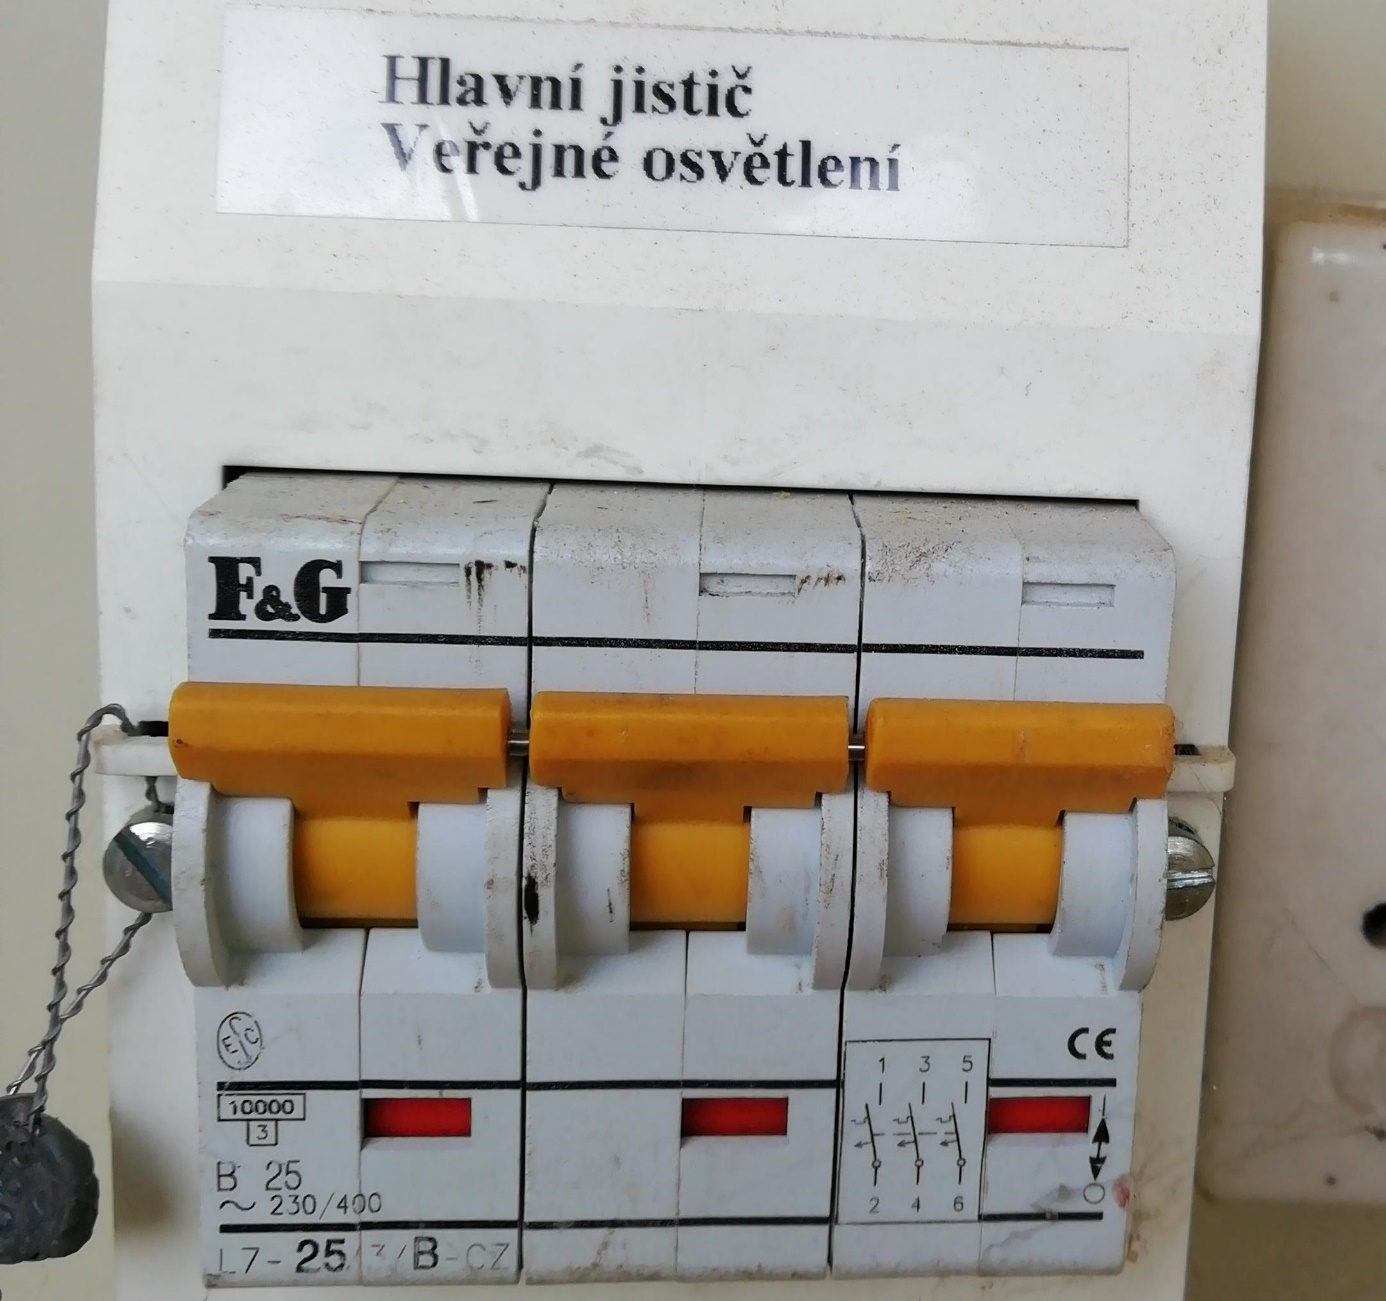 Hlavní jistič
Veřejné osvětlení
F&G
ESC
CE
1 3 5
10000
3
B 25
~ 230/400
2 4 6
L7-25/3/B-CZ